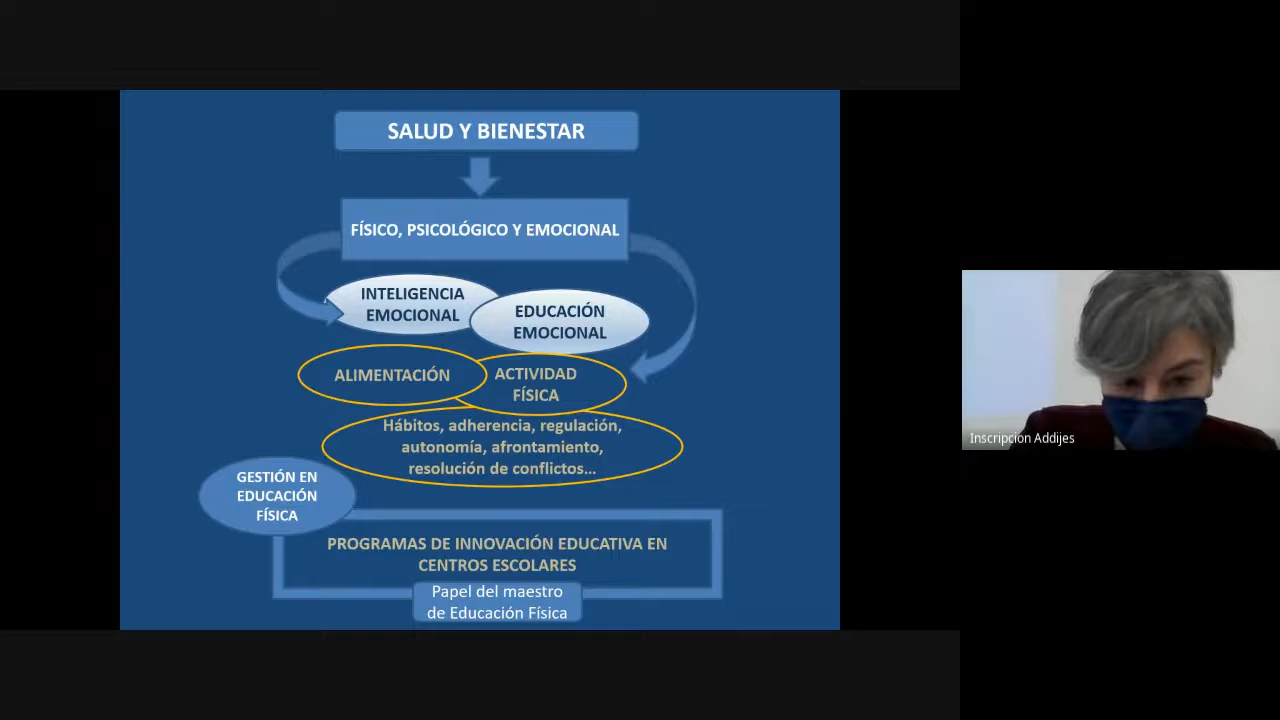 SALUD Y BIENESTAR
FÍSICO, PSICOLÓGICO Y EMOCIONAL
INTELIGENCIA
EMOCIONAL
EDUCACIÓN
EMOCIONAL
ALIMENTACIÓN
ACTIVIDAD
FÍSICA
Hábitos, adherencia, regulación,
autonomía, afrontamiento,
resolución de conflictos...
GESTIÓN EN
EDUCACIÓN
FÍSICA
PROGRAMAS DE INNOVACIÓN EDUCATIVA EN
CENTROS ESCOLARES
Papel del maestro
de Educación Física
Inscripcion Addijes